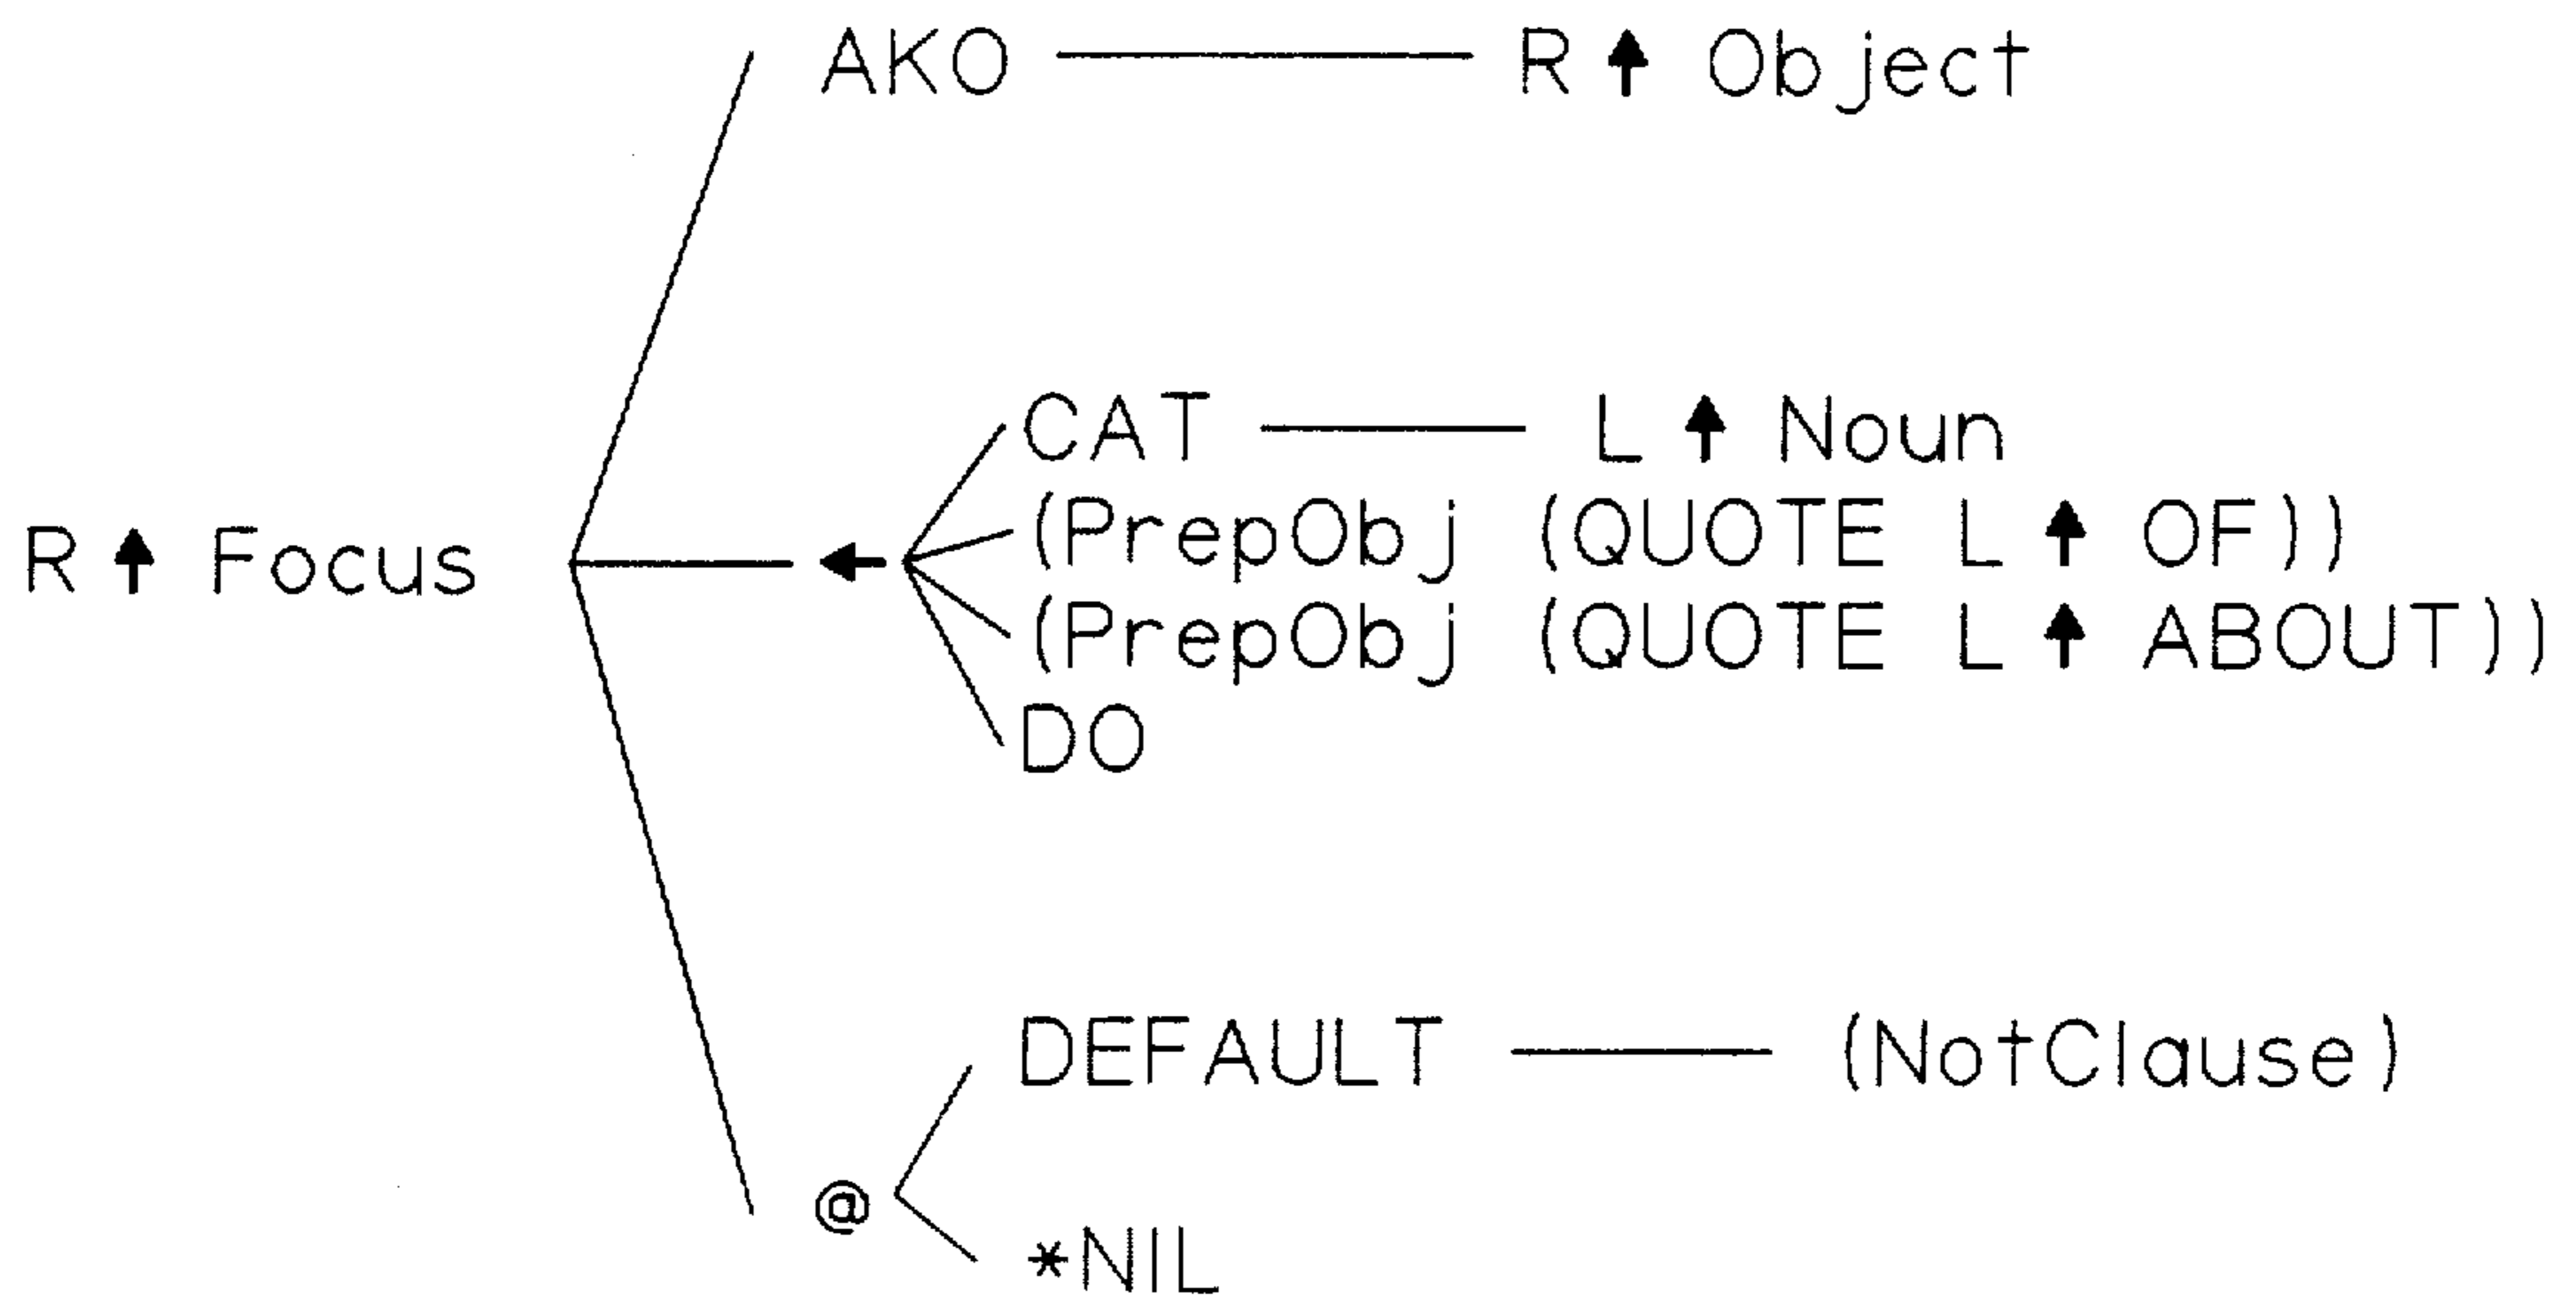 AKO R ↑ Object
CAT L ↑ Noun
(PrepObj (QUOTE L ↑ OF))
R ↑ Focus ←
(PrepObj (QUOTE L ↑ ABOUT))
DO
DEFAULT (NotClause)
@
*NIL